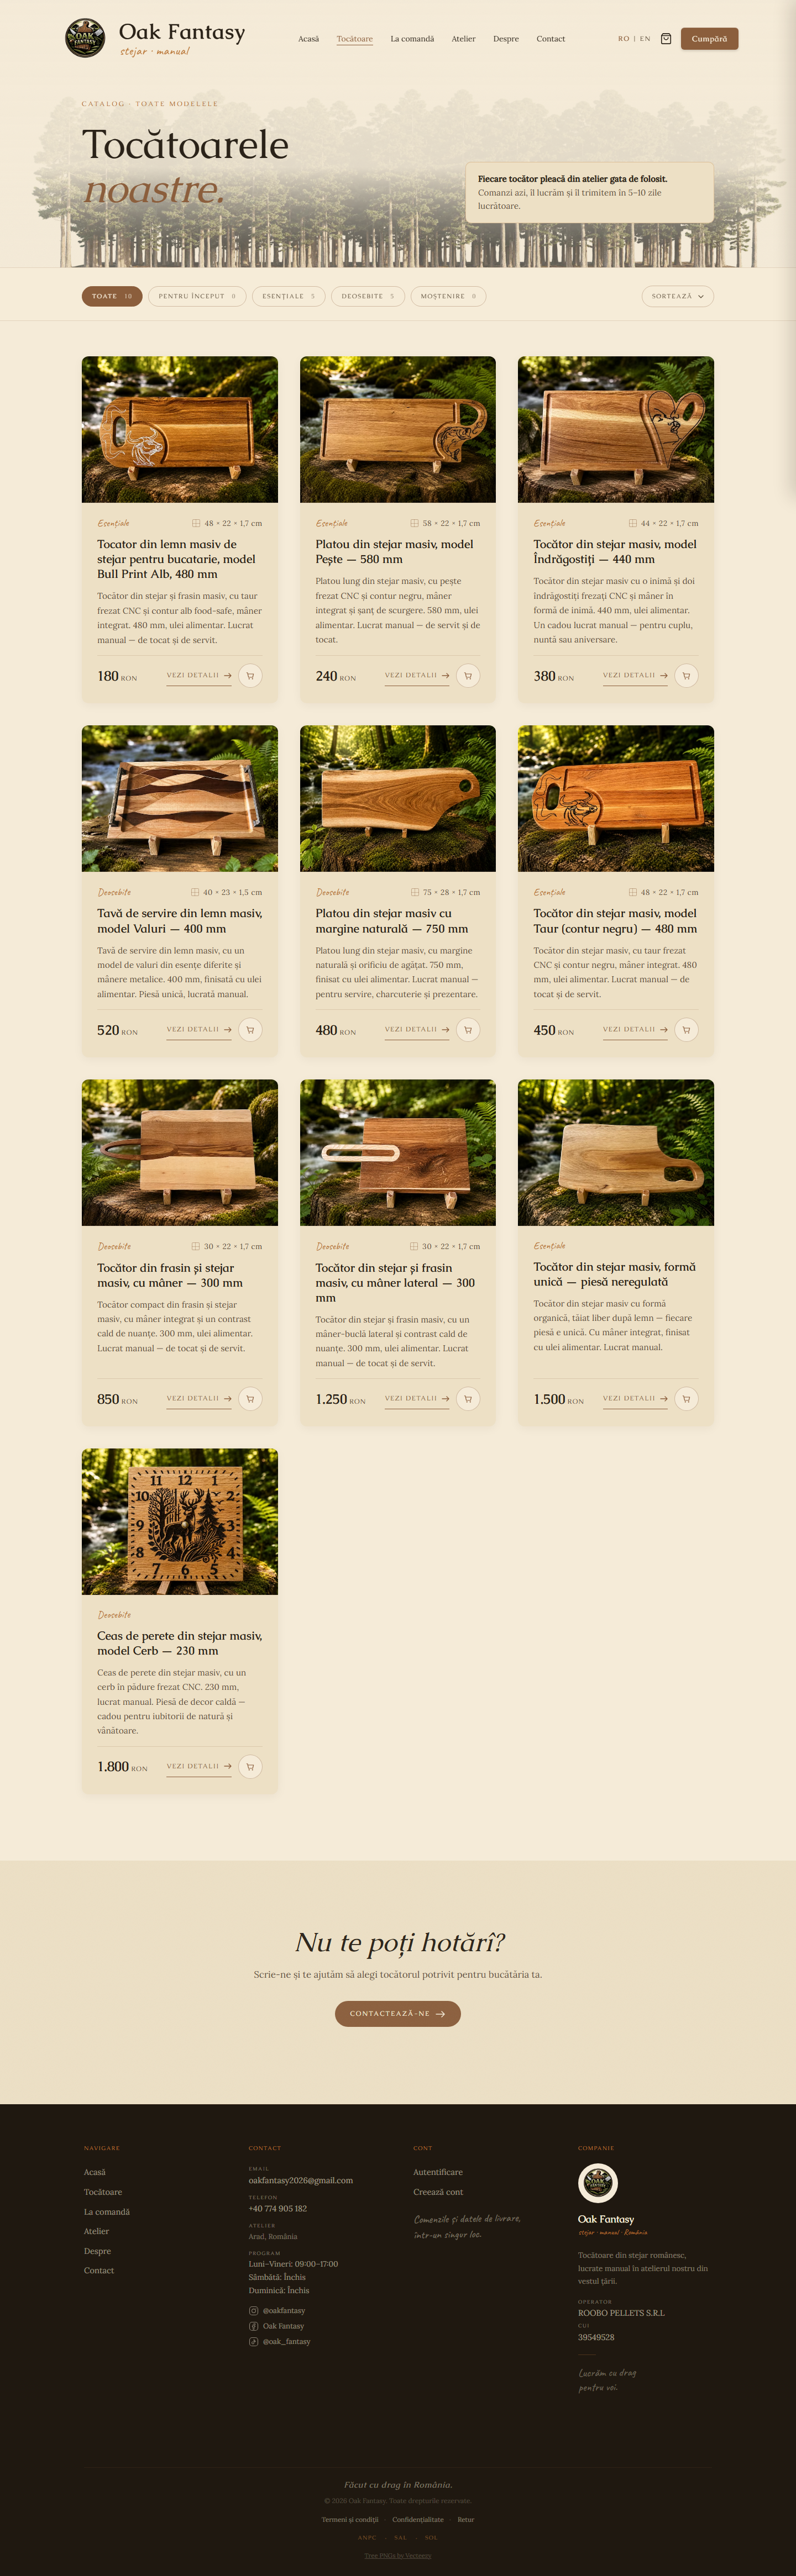 Oak Fantasy
stejar · manual
Acasă
Tocătoare
La comandă
Atelier
Despre
Contact
RO | EN
Cumpără
CATALOG · TOATE MODELELE
Tocătoarele
noastre.
Fiecare tocător pleacă din atelier gata de folosit.
Comanzi azi, îl lucrăm și îl trimitem în 5–10 zile
lucrătoare.
TOATE 10
PENTRU ÎNCEPUT 0
ESENȚIALE 5
DEOSEBITE 5
MOȘTENIRE 0
SORTEAZĂ
Esențiale
48 × 22 × 1,7 cm
Tocator din lemn masiv de
stejar pentru bucatarie, model
Bull Print Alb, 480 mm
Tocător din stejar și frasin masiv, cu taur
frezat CNC și contur alb food-safe, mâner
integrat. 480 mm, ulei alimentar. Lucrat
manual — de tocat și de servit.
180 RON
VEZI DETALII
Esențiale
58 × 22 × 1,7 cm
Platou din stejar masiv, model
Pește — 580 mm
Platou lung din stejar masiv, cu pește
frezat CNC și contur negru, mâner
integrat și șanț de scurgere. 580 mm, ulei
alimentar. Lucrat manual — de servit și de
tocat.
240 RON
VEZI DETALII
Esențiale
44 × 22 × 1,7 cm
Tocător din stejar masiv, model
Îndrăgostiți — 440 mm
Tocător din stejar masiv cu o inimă și doi
îndrăgostiți frezați CNC și mâner în
formă de inimă. 440 mm, ulei alimentar.
Un cadou lucrat manual — pentru cuplu,
nuntă sau aniversare.
380 RON
VEZI DETALII
Deosebite
40 × 23 × 1,5 cm
Tavă de servire din lemn masiv,
model Valuri — 400 mm
Tavă de servire din lemn masiv, cu un
model de valuri din esențe diferite și
mânere metalice. 400 mm, finisată cu ulei
alimentar. Piesă unică, lucrată manual.
520 RON
VEZI DETALII
Deosebite
75 × 28 × 1,7 cm
Platou din stejar masiv cu
margine naturală — 750 mm
Platou lung din stejar masiv, cu margine
naturală și orificiu de agățat. 750 mm,
finisat cu ulei alimentar. Lucrat manual —
pentru servire, charcuterie și prezentare.
480 RON
VEZI DETALII
Esențiale
48 × 22 × 1,7 cm
Tocător din stejar masiv, model
Taur (contur negru) — 480 mm
Tocător din stejar masiv, cu taur frezat
CNC și contur negru, mâner integrat. 480
mm, ulei alimentar. Lucrat manual — de
tocat și de servit.
450 RON
VEZI DETALII
Deosebite
30 × 22 × 1,7 cm
Tocător din frasin și stejar
masiv, cu mâner — 300 mm
Tocător compact din frasin și stejar
masiv, cu mâner integrat și un contrast
cald de nuanțe. 300 mm, ulei alimentar.
Lucrat manual — de tocat și de servit.
850 RON
VEZI DETALII
Deosebite
30 × 22 × 1,7 cm
Tocător din stejar și frasin
masiv, cu mâner lateral — 300
mm
Tocător din stejar și frasin masiv, cu un
mâner-buclă lateral și contrast cald de
nuanțe. 300 mm, ulei alimentar. Lucrat
manual — de tocat și de servit.
1.250 RON
VEZI DETALII
Esențiale
Tocător din stejar masiv, formă
unică — piesă neregulată
Tocător din stejar masiv cu formă
organică, tăiat liber după lemn — fiecare
piesă e unică. Cu mâner integrat, finisat
cu ulei alimentar. Lucrat manual.
1.500 RON
VEZI DETALII
11 12 1
10 2
9 3
8 4
7 6 5
Deosebite
Ceas de perete din stejar masiv,
model Cerb — 230 mm
Ceas de perete din stejar masiv, cu un
cerb în pădure frezat CNC. 230 mm,
lucrat manual. Piesă de decor caldă —
cadou pentru iubitorii de natură și
vânătoare.
1.800 RON
VEZI DETALII
Nu te poți hotărî?
Scrie-ne și te ajutăm să alegi tocătorul potrivit pentru bucătăria ta.
CONTACTEAZĂ-NE
NAVIGARE
Acasă
Tocătoare
La comandă
Atelier
Despre
Contact
CONTACT
EMAIL
oakfantasy2026@gmail.com
TELEFON
+40 774 905 182
ATELIER
Arad, România
PROGRAM
Luni–Vineri: 09:00–17:00
Sâmbătă: Închis
Duminică: Închis
@oakfantasy
Oak Fantasy
@oak_fantasy
CONT
Autentificare
Creează cont
Comenzile și datele de livrare,
într-un singur loc.
COMPANIE
Oak Fantasy
stejar · manual · România
Tocătoare din stejar românesc,
lucrate manual în atelierul nostru din
vestul țării.
OPERATOR
ROOBO PELLETS S.R.L
CUI
39549528
Lucrăm cu drag
pentru voi.
Făcut cu drag în România.
© 2026 Oak Fantasy. Toate drepturile rezervate.
Termeni și condiții · Confidențialitate · Retur
ANPC · SAL · SOL
Tree PNGs by Vecteezy